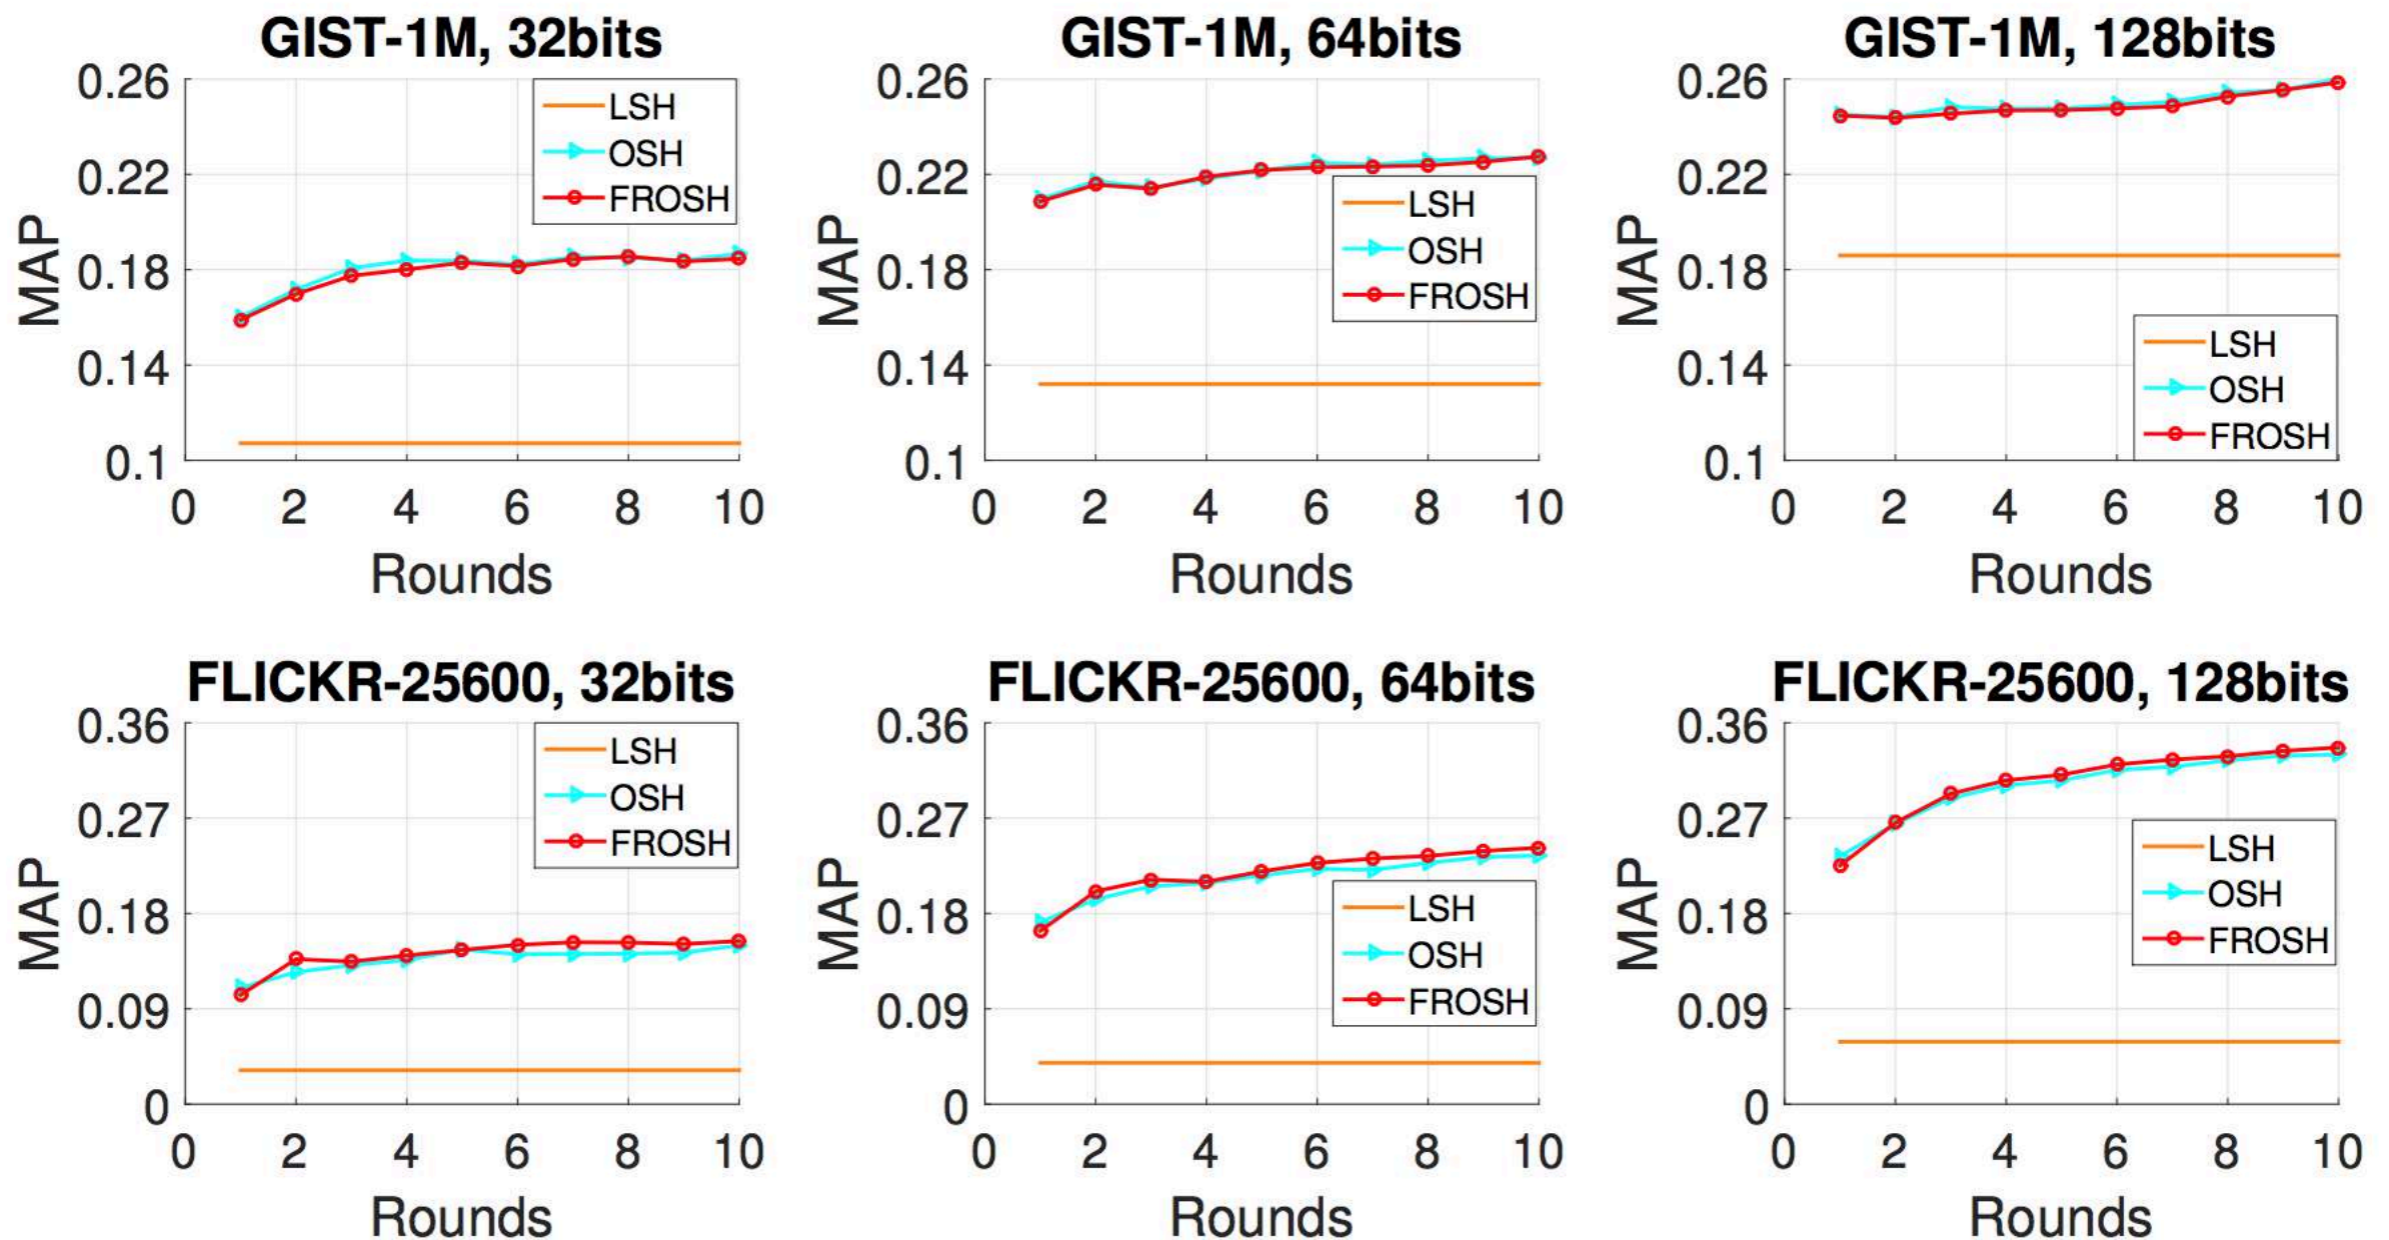 GIST-1M, 32bits
0.26
0.22
0.18
0.14
0.1
MAP
LSH
OSH
FROSH
0 2 4 6 8 10
Rounds
GIST-1M, 64bits
0.26
0.22
0.18
0.14
0.1
MAP
LSH
OSH
FROSH
0 2 4 6 8 10
Rounds
GIST-1M, 128bits
0.26
0.22
0.18
0.14
0.1
MAP
LSH
OSH
FROSH
0 2 4 6 8 10
Rounds
FLICKR-25600, 32bits
0.36
0.27
0.18
0.09
0
MAP
LSH
OSH
FROSH
0 2 4 6 8 10
Rounds
FLICKR-25600, 64bits
0.36
0.27
0.18
0.09
0
MAP
LSH
OSH
FROSH
0 2 4 6 8 10
Rounds
FLICKR-25600, 128bits
0.36
0.27
0.18
0.09
0
MAP
LSH
OSH
FROSH
0 2 4 6 8 10
Rounds